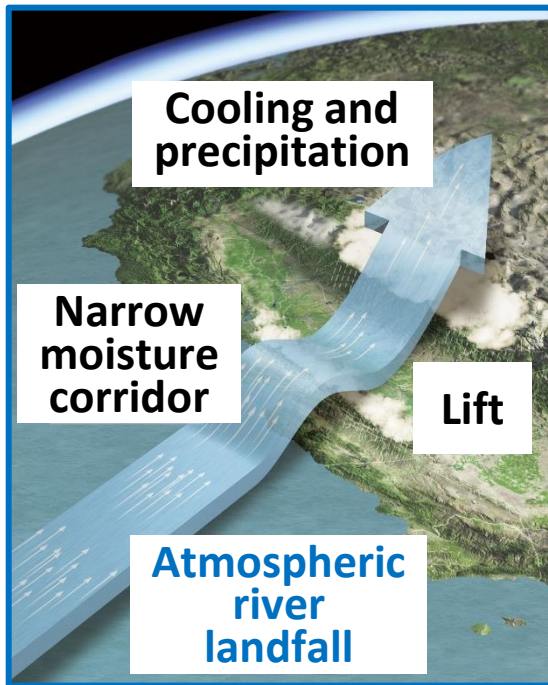 Cooling and
precipitation
Narrow
moisture
corridor
Lift
Atmospheric
river
landfall